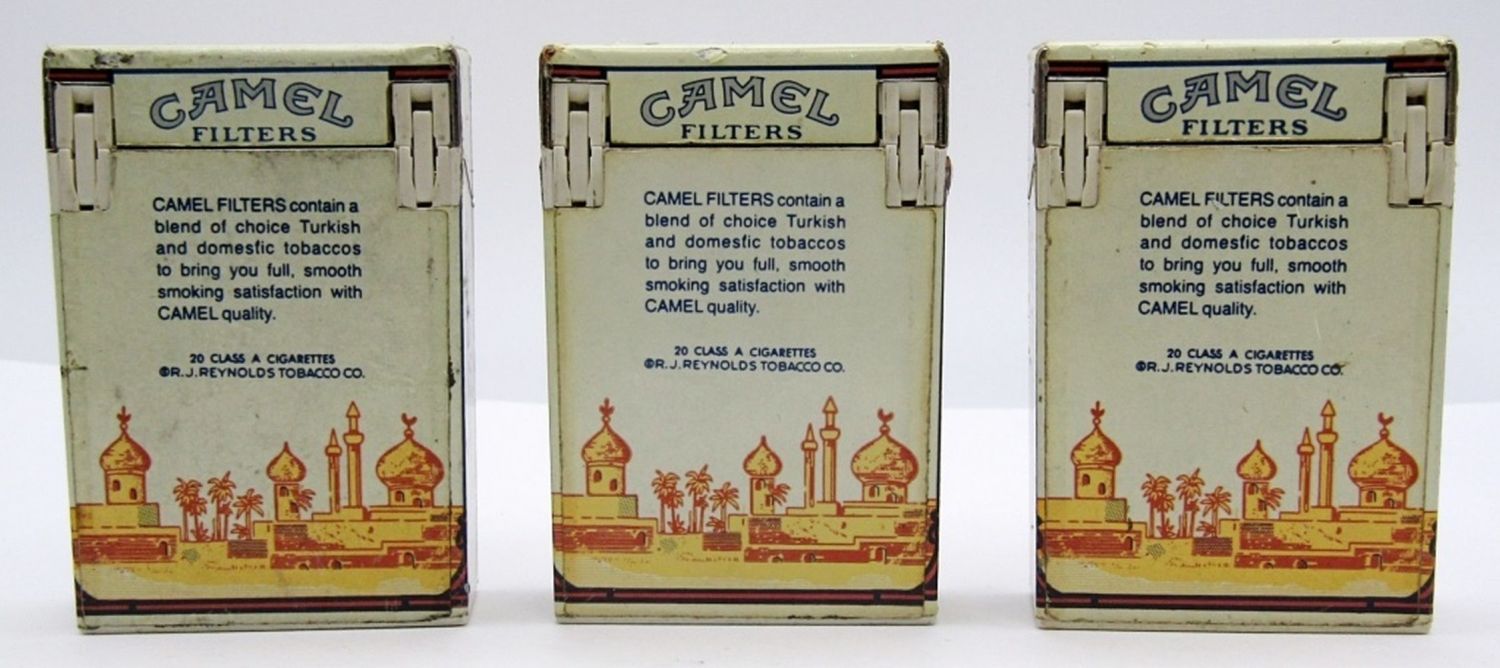 CAMEL
FILTERS
CAMEL FILTERS contain a
blend of choice Turkish
and domestic tobaccos
to bring you full, smooth
smoking satisfaction with
CAMEL quality.
20 CLASS A CIGARETTES
©R.J.REYNOLDS TOBACCO CO.
CAMEL
FILTERS
CAMEL FILTERS contain a
blend of choice Turkish
and domestic tobaccos
to bring you full, smooth
smoking satisfaction with
CAMEL quality.
20 CLASS A CIGARETTES
©R.J.REYNOLDS TOBACCO CO.
CAMEL
FILTERS
CAMEL FILTERS contain a
blend of choice Turkish
and domestic tobaccos
to bring you full, smooth
smoking satisfaction with
CAMEL quality.
20 CLASS A CIGARETTES
©R.J.REYNOLDS TOBACCO CO.